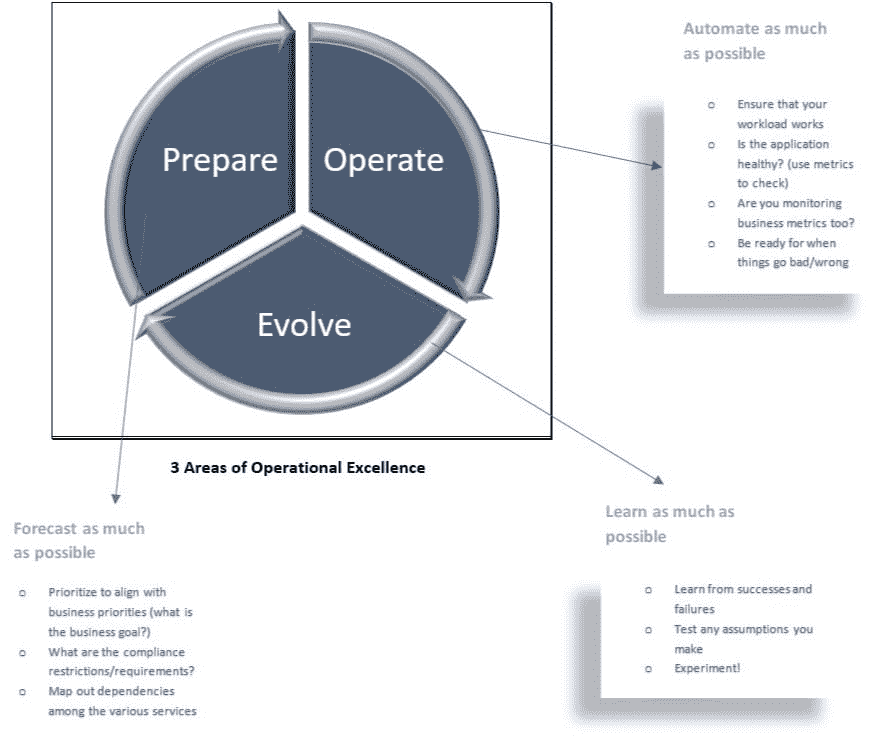 Automate as much
as possible
○ Ensure that your
workload works
○ Is the application
healthy? (use metrics
to check)
○ Are you monitoring
business metrics too?
○ Be ready for when
things go bad/wrong
Prepare
Operate
Evolve
3 Areas of Operational Excellence
Forecast as much
as possible
○ Prioritize to align with
business priorities (what is
the business goal?)
○ What are the compliance
restrictions/requirements?
○ Map out dependencies
among the various services
Learn as much as
possible
○ Learn from successes and
failures
○ Test any assumptions you
make
○ Experiment!